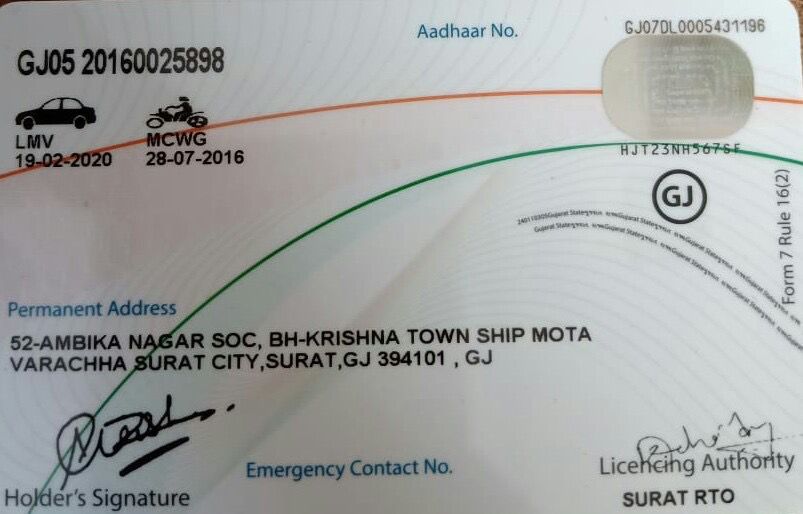 Aadhaar No.
GJ07DL0005431196
GJ05 20160025898
LMV
19-02-2020
MCWG
28-07-2016
HJT23NH567SF
GJ
Form 7 Rule 16(2)
Permanent Address
52-AMBIKA NAGAR SOC, BH-KRISHNA TOWN SHIP MOTA
VARACHHA SURAT CITY,SURAT,GJ 394101 , GJ
Emergency Contact No.
Holder's Signature
Licencing Authority
SURAT RTO